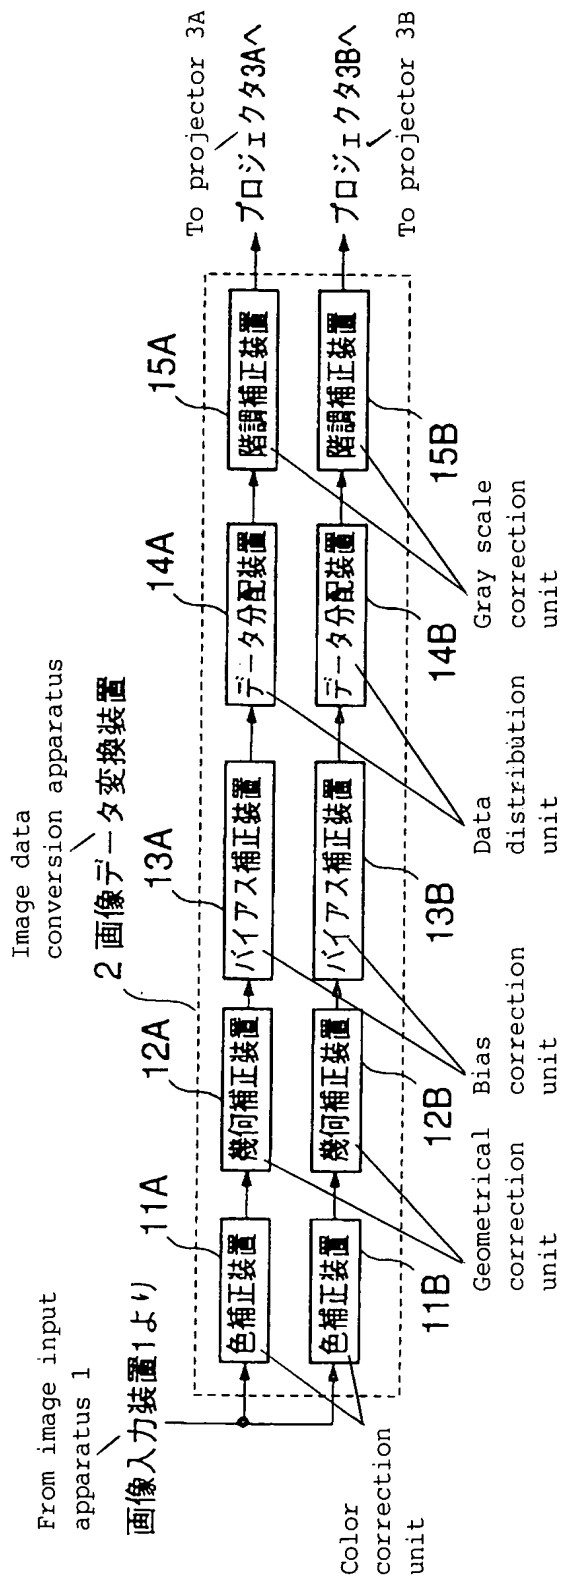 From image input
apparatus 1
画像入力装置1より
Image data
conversion apparatus
2 画像データ変換装置
11A
12A
13A
14A
15A
色補正装置
幾何補正装置
バイアス補正装置
データ分配装置
階調補正装置
To projector 3A
プロジェクタ3Aへ
色補正装置
幾何補正装置
バイアス補正装置
データ分配装置
階調補正装置
プロジェクタ3Bへ
To projector 3B
11B
12B
13B
14B
15B
Color
correction
unit
Geometrical
correction
unit
Bias
correction
unit
Data
distribution
unit
Gray scale
correction
unit